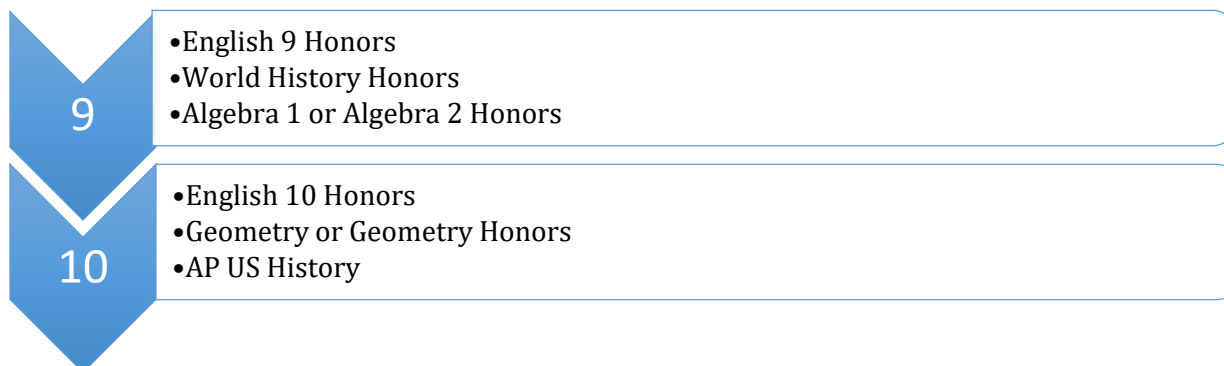 9
•English 9 Honors
•World History Honors
•Algebra 1 or Algebra 2 Honors
10
•English 10 Honors
•Geometry or Geometry Honors
•AP US History